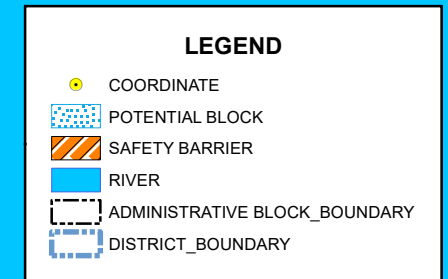 LEGEND
COORDINATE
POTENTIAL BLOCK
SAFETY BARRIER
RIVER
ADMINISTRATIVE BLOCK_BOUNDARY
DISTRICT_BOUNDARY